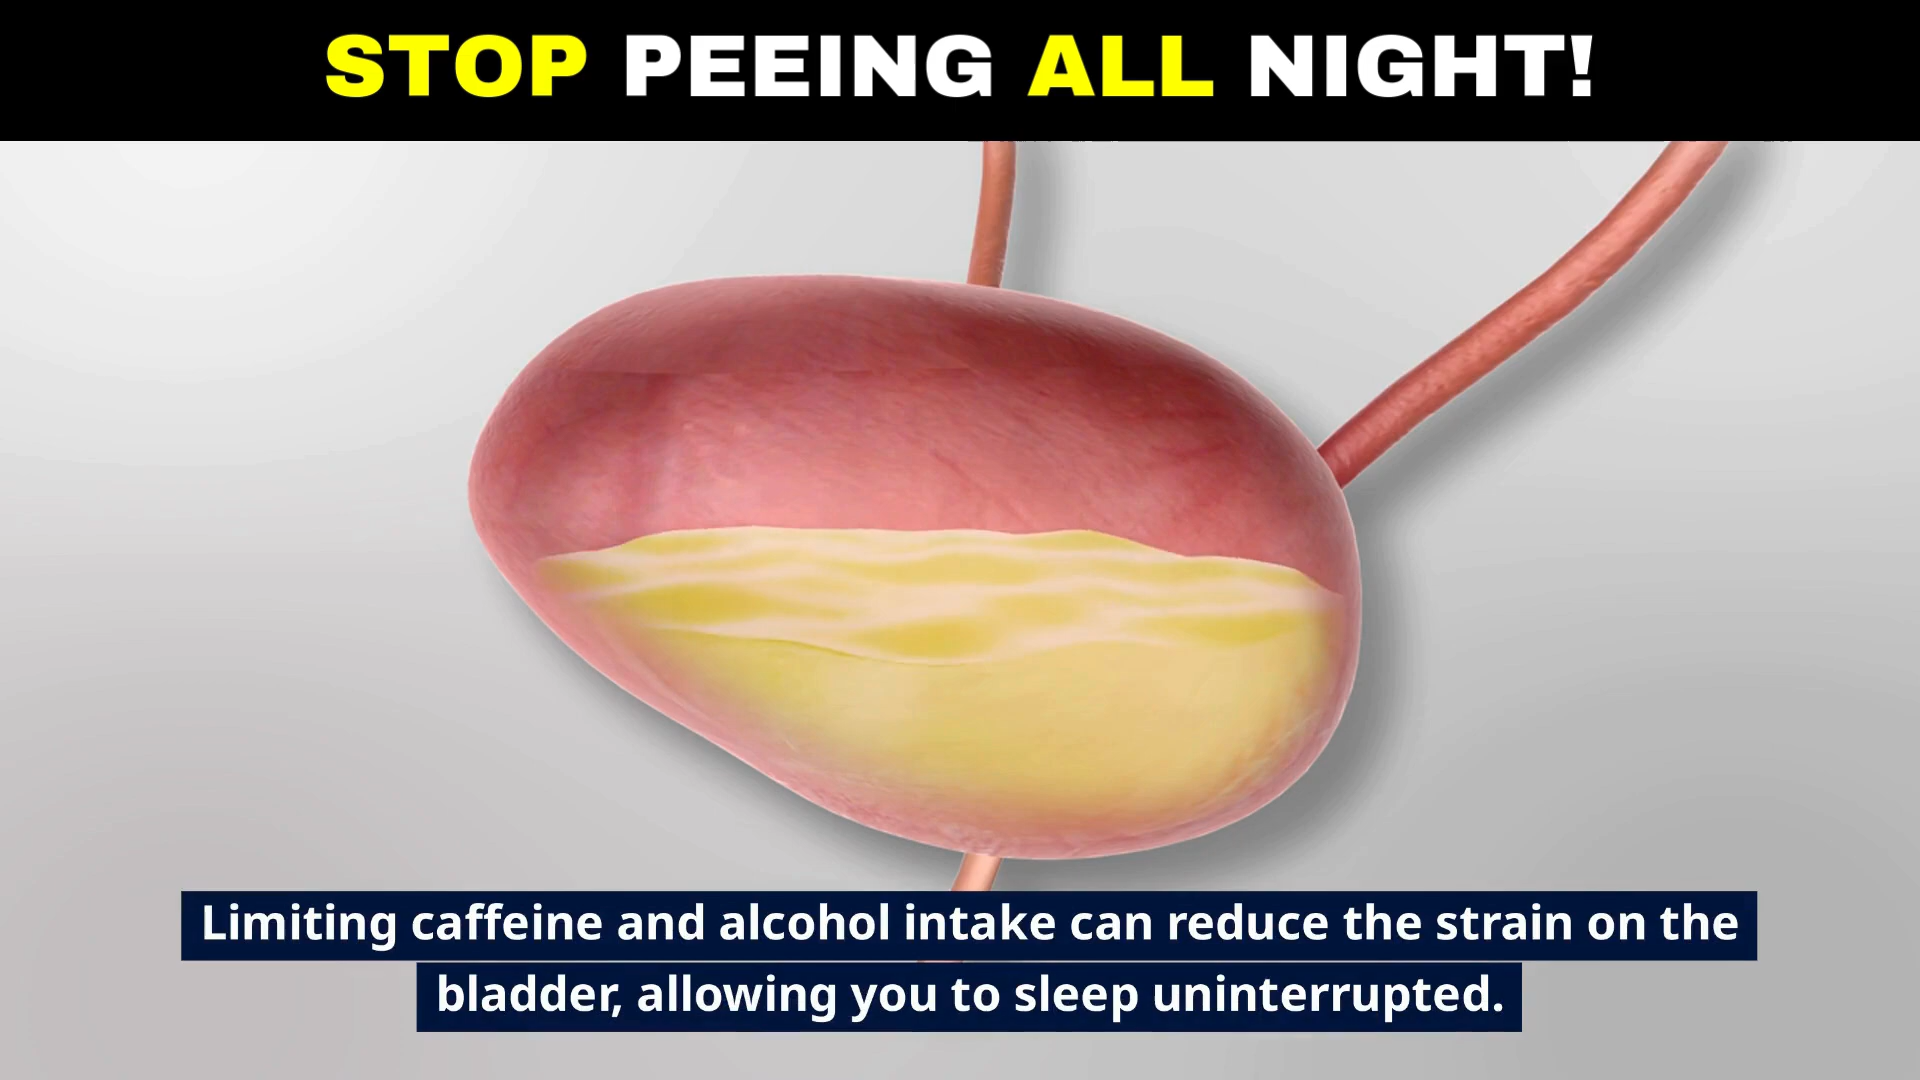 STOP PEEING ALL NIGHT!
Limiting caffeine and alcohol intake can reduce the strain on the
bladder, allowing you to sleep uninterrupted.